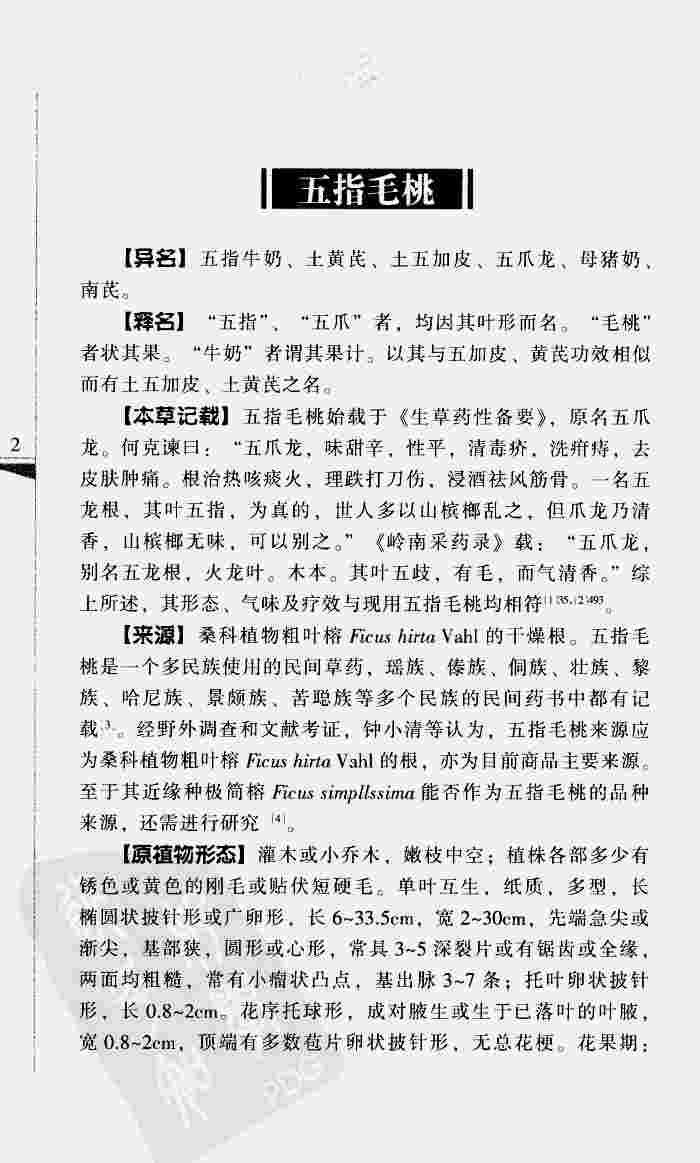 五指毛桃
【异名】 五指牛奶、土黄芪、土五加皮、五爪龙、母猪奶、
南芪。
【释名】 “五指”、“五爪”者，均因其叶形而名。“毛桃”
者状其果。“牛奶”者谓其果汁。以其与五加皮、黄芪功效相似
而有土五加皮、土黄芪之名。
【本草记载】 五指毛桃始载于《生草药性备要》，原名五爪
2
龙。何克谏曰：“五爪龙，味甜辛，性平，清毒疥，洗疳痔，去
皮肤肿痛。根治热咳痰火，理跌打刀伤，浸酒祛风筋骨。一名五
龙根，其叶五指，为真的，世人多以山槟榔乱之，但爪龙乃清
香，山槟榔无味，可以别之。”《岭南采药录》载：“五爪龙，
别名五龙根，火龙叶。木本。其叶五歧，有毛，而气清香。”综
上所述，其形态、气味及疗效与现用五指毛桃均相符[1]35,[2]493。
【来源】 桑科植物粗叶榕 Ficus hirta Vahl 的干燥根。五指毛
桃是一个多民族使用的民间草药，瑶族、傣族、侗族、壮族、黎
族、哈尼族、景颇族、苦聪族等多个民族的民间药书中都有记
载[3]。经野外调查和文献考证，钟小清等认为，五指毛桃来源应
为桑科植物粗叶榕 Ficus hirta Vahl 的根，亦为目前商品主要来源。
至于其近缘种极简榕 Ficus simpllssima 能否作为五指毛桃的品种
来源，还需进行研究 [4]。
【原植物形态】 灌木或小乔木，嫩枝中空；植株各部多少有
锈色或黄色的刚毛或贴伏短硬毛。单叶互生，纸质，多型，长
椭圆状披针形或广卵形，长 6~33.5cm，宽 2~30cm，先端急尖或
渐尖，基部狭，圆形或心形，常具 3~5 深裂片或有锯齿或全缘，
两面均粗糙，常有小瘤状凸点，基出脉 3~7 条；托叶卵状披针
形，长 0.8~2cm。花序托球形，成对腋生或生于已落叶的叶腋，
宽 0.8~2cm，顶端有多数苞片卵状披针形，无总花梗。花果期：
PDG